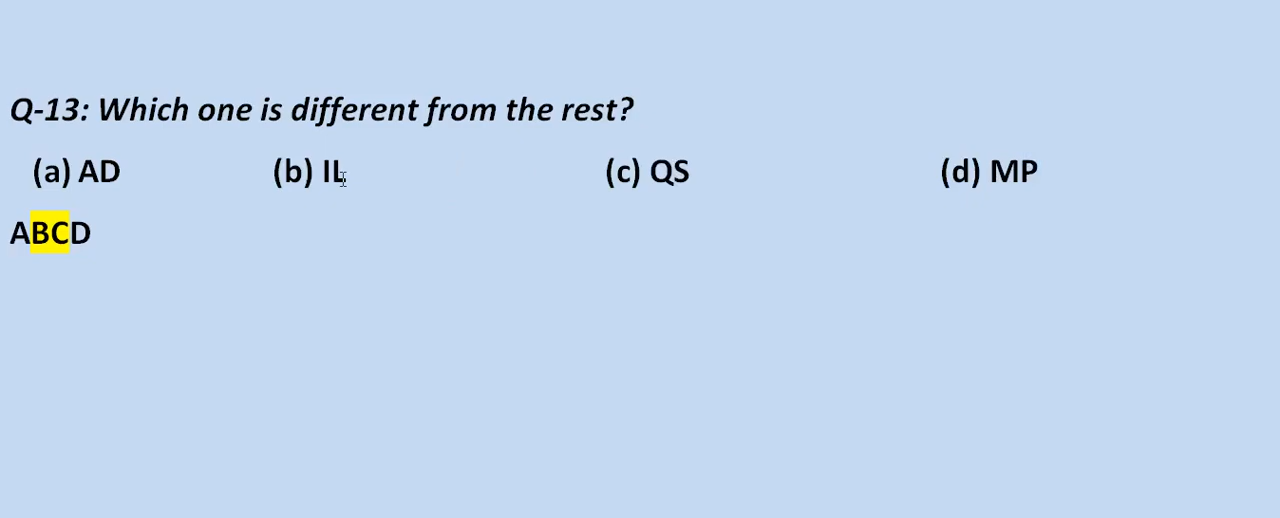 Q-13: Which one is different from the rest?
(a) AD (b) IL (c) QS (d) MP
ABCD